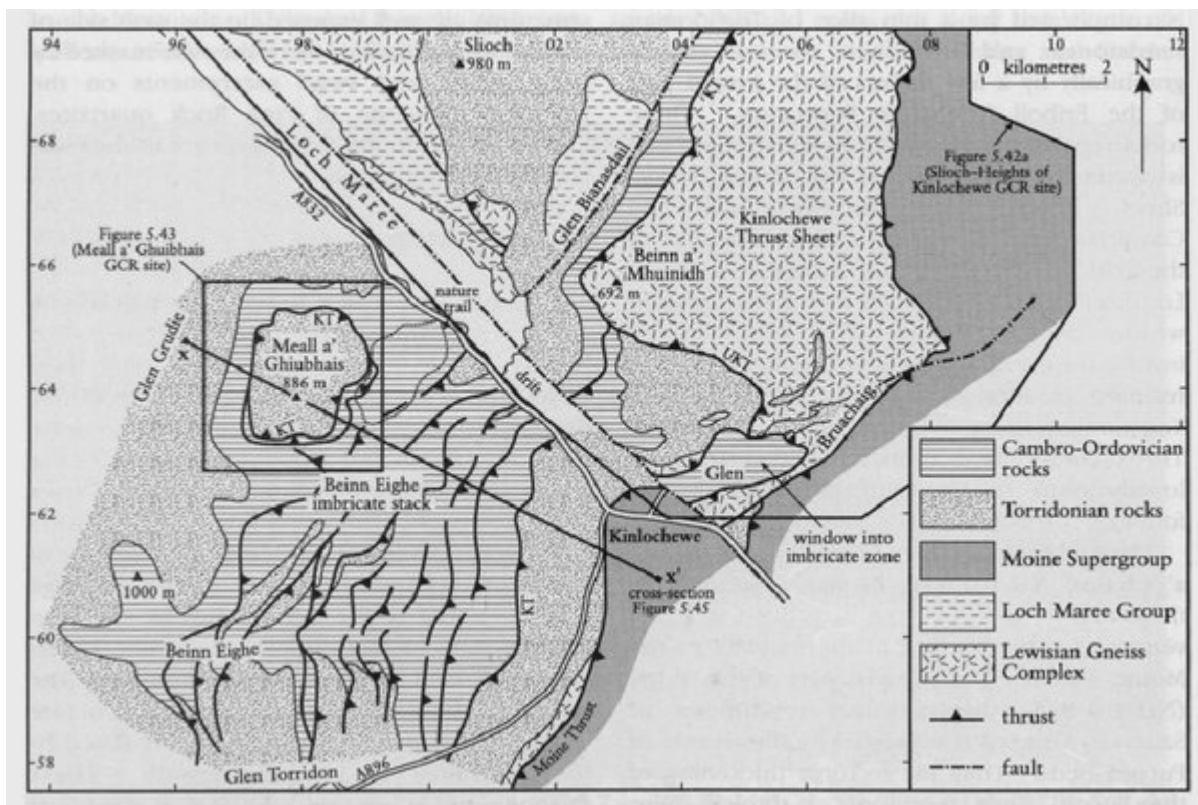 94
96
Slioch
980 m
02
04
06
08
10
12
0 kilometres 2
N
KT
68
Loch Maree
A832
Glen Bianasdail
Figure 5.42a
(Slioch–Heights of
Kinlochewe GCR site)
Kinlochewe
Thrust Sheet
Figure 5.43
(Meall a' Ghuibhais
GCR site)
66
Beinn a'
Mhuinidh
692 m
nature
trail
Glen Grudie
KT
x
Meall a'
Ghiubhais
886 m
KT
64
drift
UKT
Bruachaig
Glen
Beinn Eighe
imbricate stack
62
Kinlochewe
window into
imbricate zone
x'
cross-section
Figure 5.45
1000 m
KT
60
Beinn Eighe
Moine Thrust
58
Glen Torridon
A896
Cambro-Ordovician
rocks
Torridonian rocks
Moine Supergroup
Loch Maree Group
Lewisian Gneiss
Complex
thrust
fault